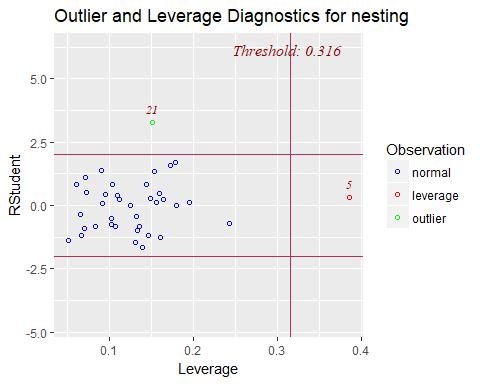 Outlier and Leverage Diagnostics for nesting
Threshold: 0.316
5.0
21
2.5
RStudent
5
0.0
-2.5
-5.0
0.1 0.2 0.3 0.4
Leverage
Observation
normal
leverage
outlier